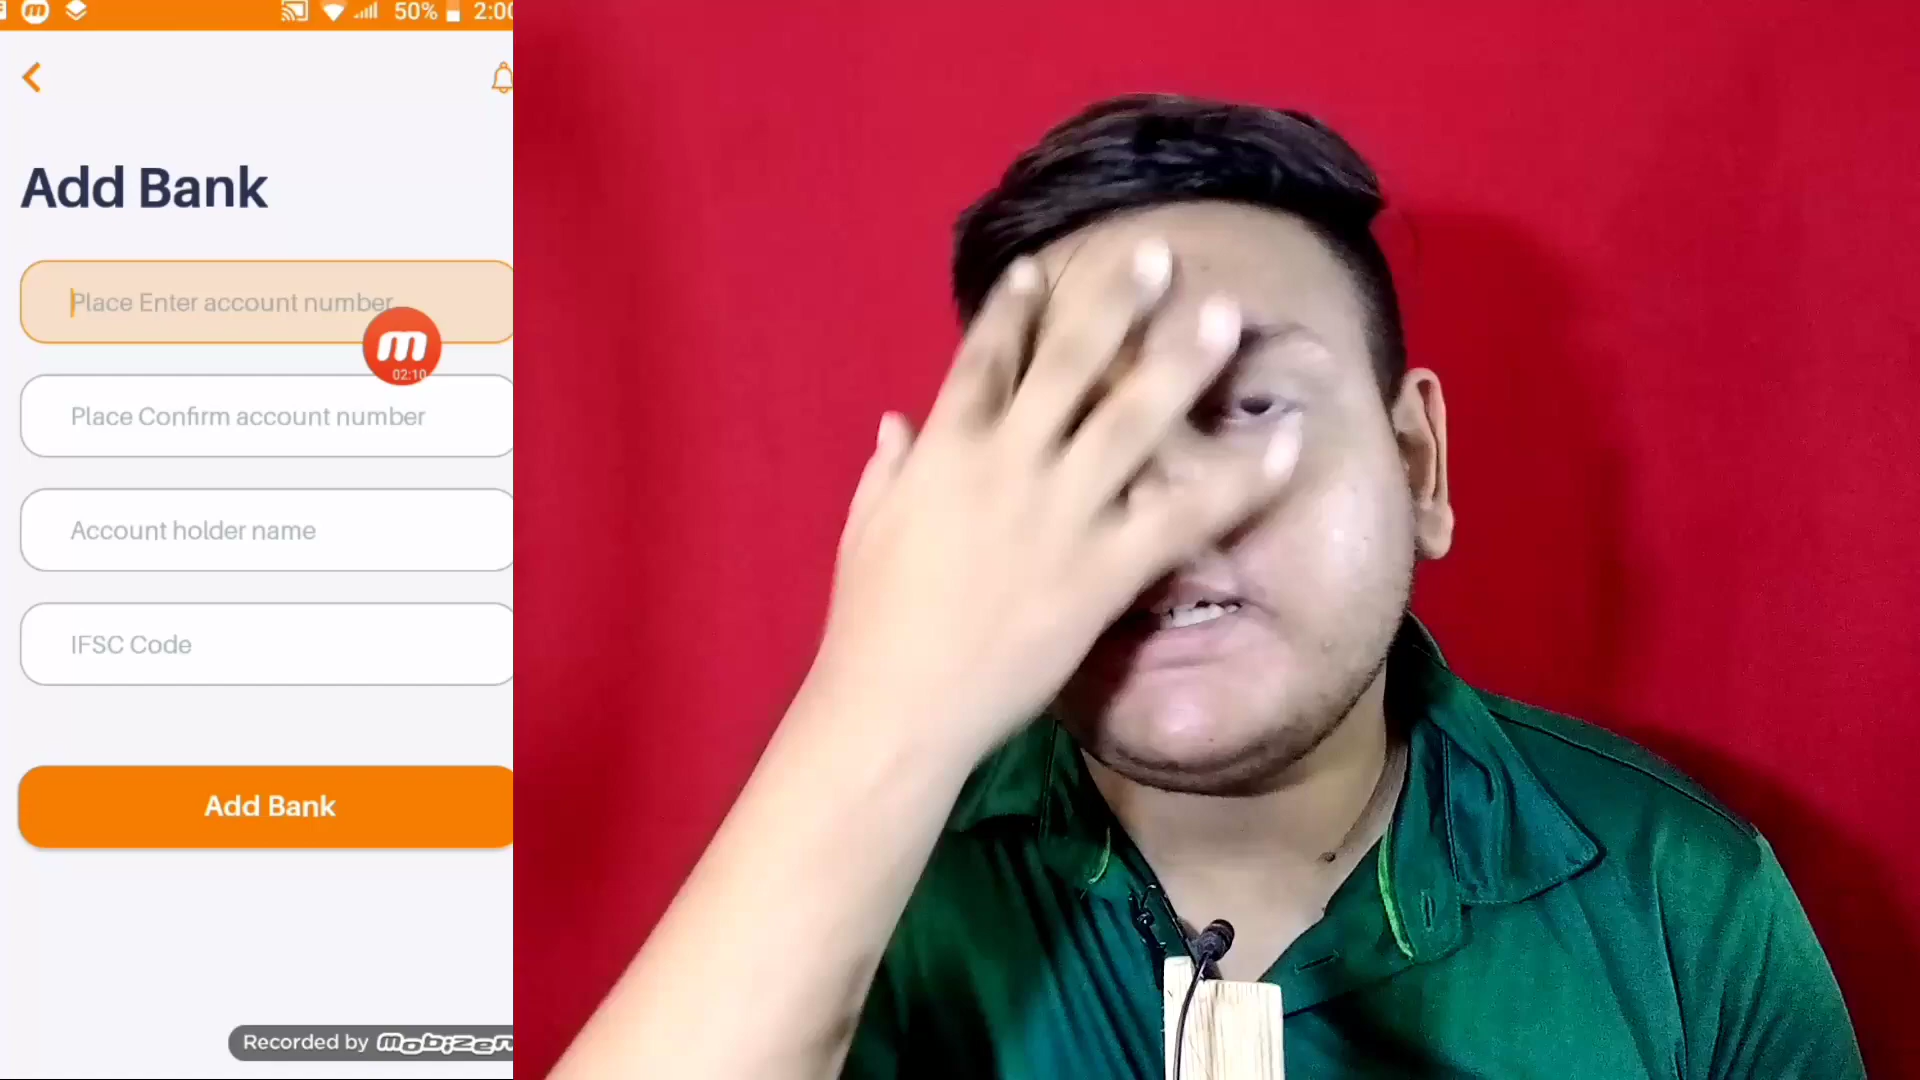 50% 2:00
Add Bank
Place Enter account number
m
02:10
Place Confirm account number
Account holder name
IFSC Code
Add Bank
Recorded by mobizen